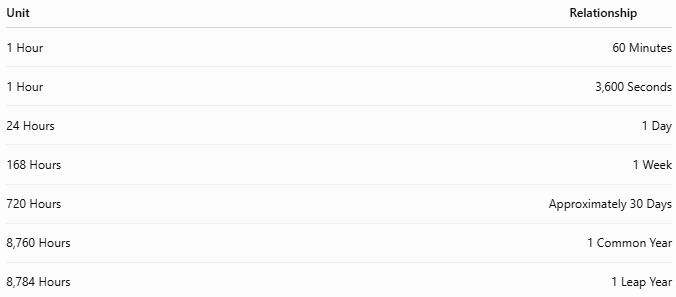 Unit Relationship
1 Hour 60 Minutes
1 Hour 3,600 Seconds
24 Hours 1 Day
168 Hours 1 Week
720 Hours Approximately 30 Days
8,760 Hours 1 Common Year
8,784 Hours 1 Leap Year